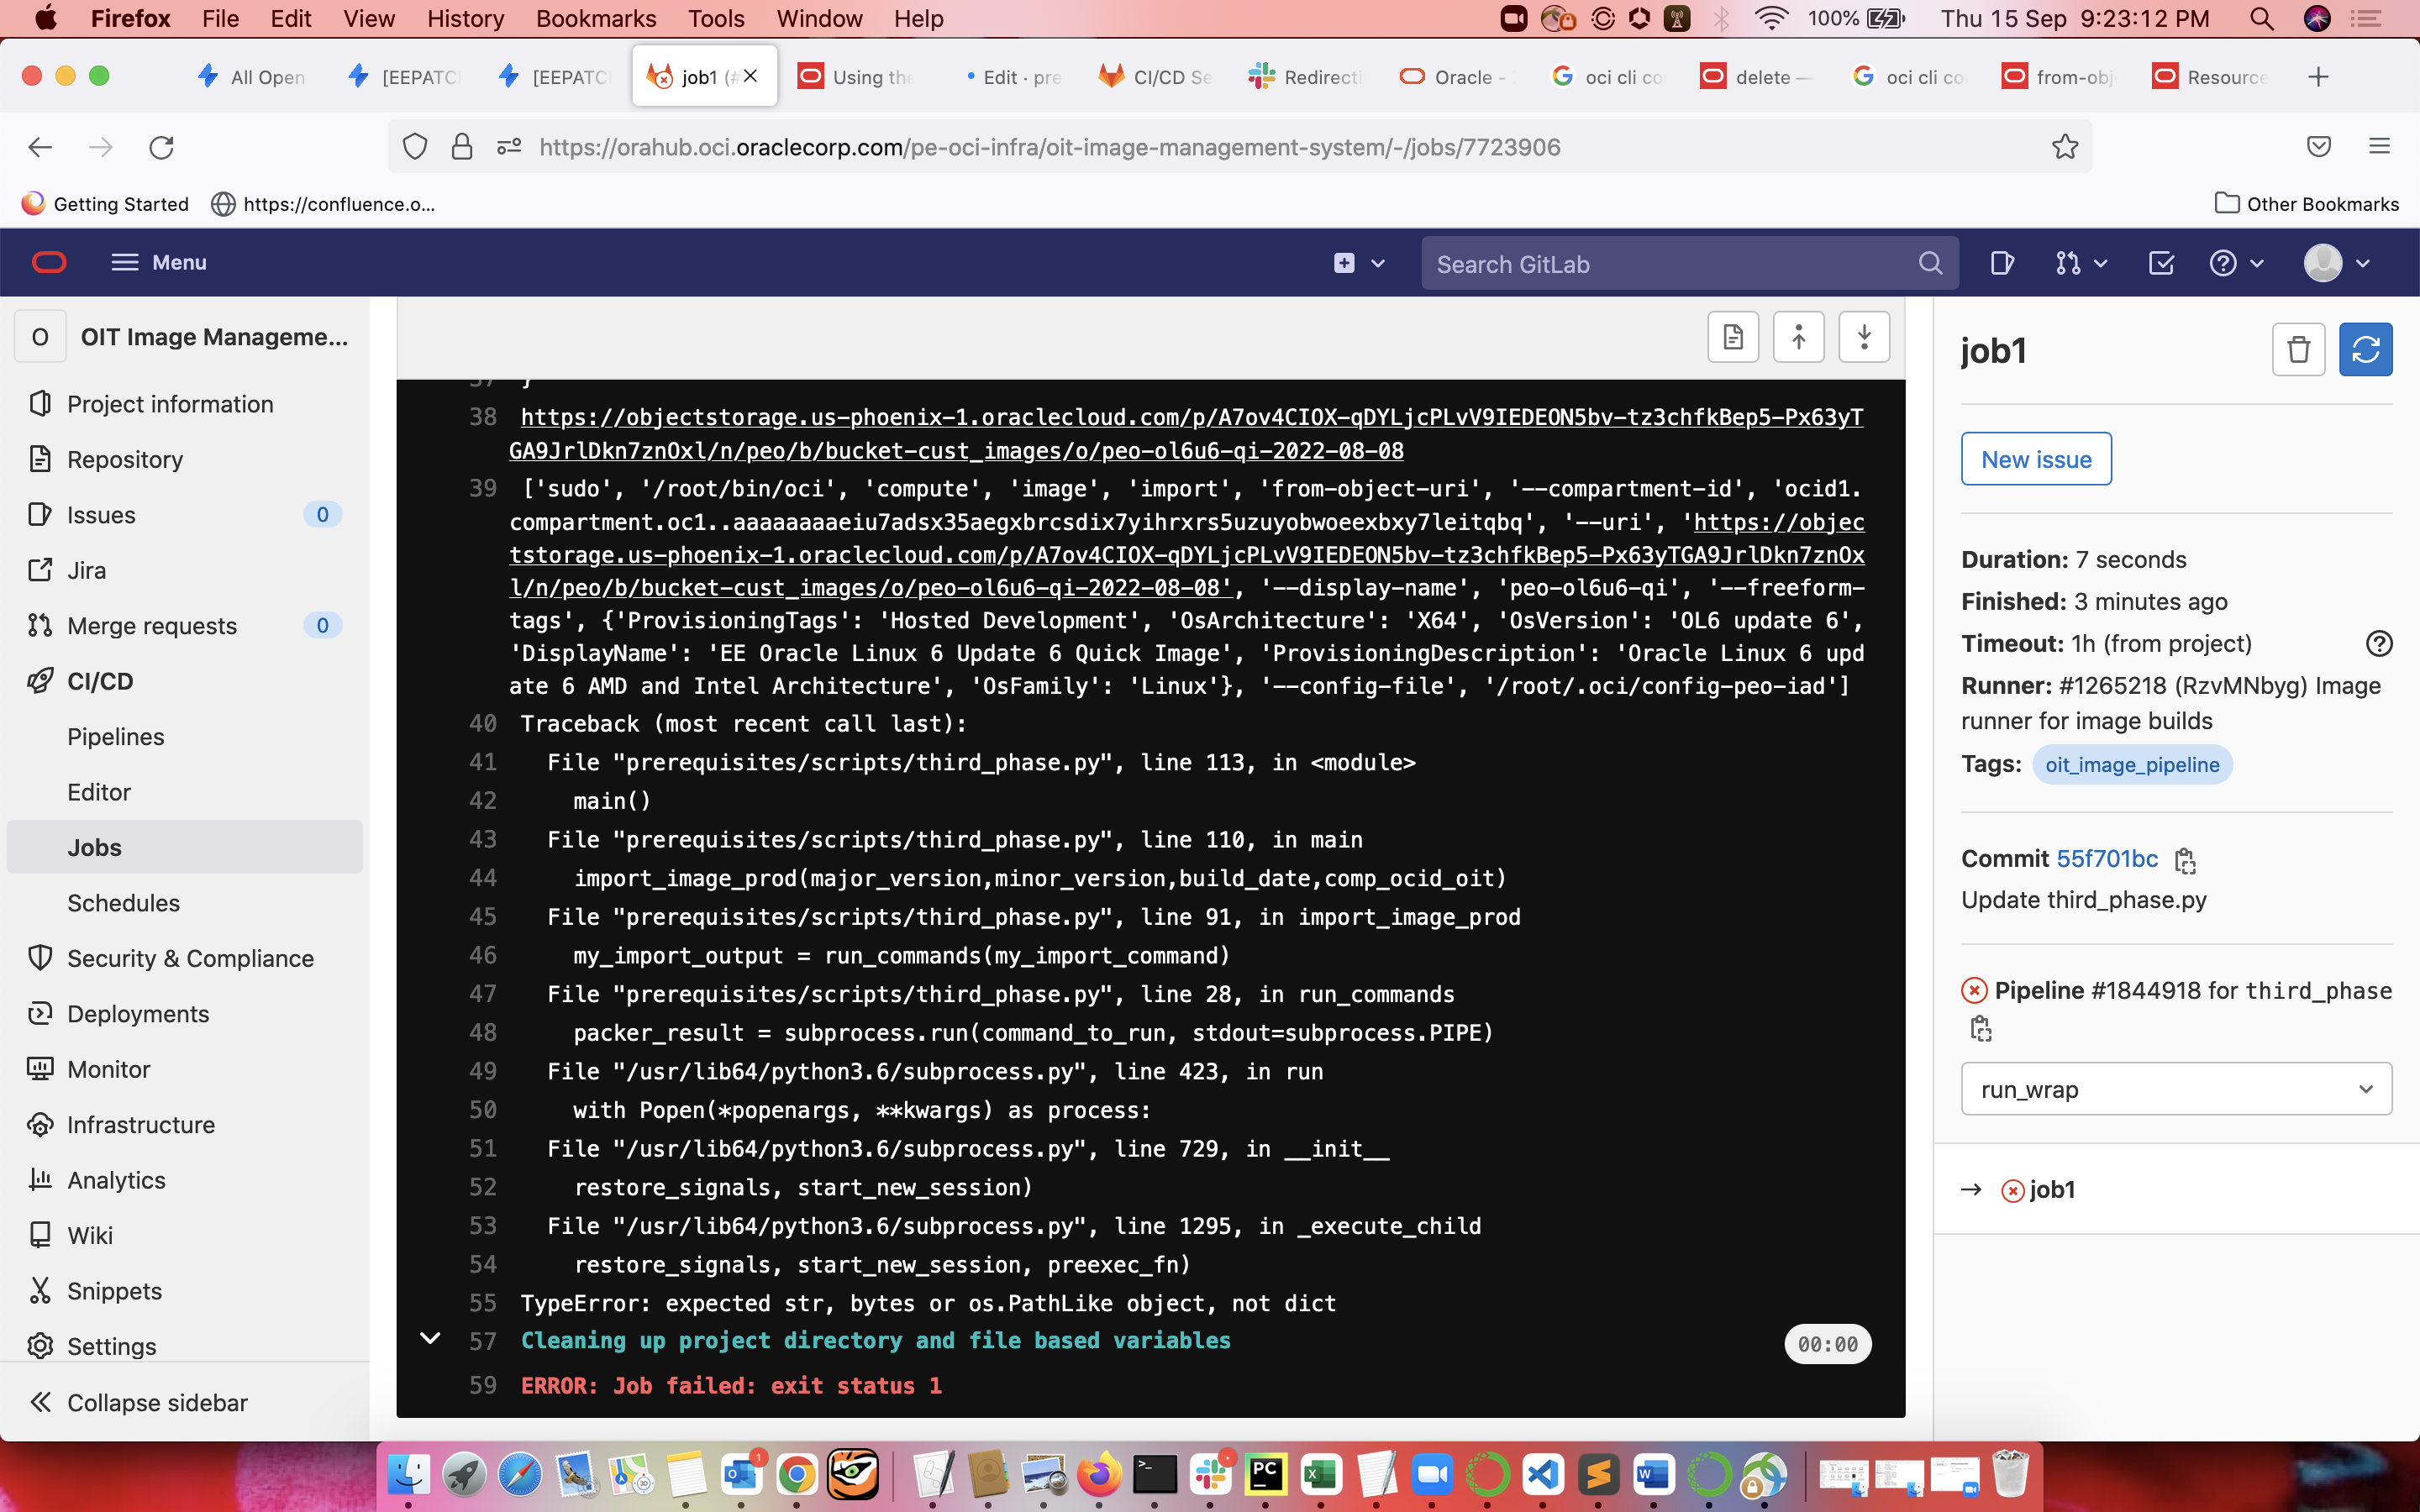 Firefox File Edit View History Bookmarks Tools Window Help 100% Thu 15 Sep 9:23:12 PM
All Open [EEPATC [EEPATC job1 (# Using the Edit · pre CI/CD Se Redirecti Oracle - oci cli co delete — oci cli co from-obj Resource
https://orahub.oci.oraclecorp.com/pe-oci-infra/oit-image-management-system/-/jobs/7723906
Getting Started https://confluence.o... Other Bookmarks
Menu Search GitLab
O OIT Image Manageme...
Project information
Repository
Issues 0
Jira
Merge requests 0
CI/CD
Pipelines
Editor
Jobs
Schedules
Security & Compliance
Deployments
Monitor
Infrastructure
Analytics
Wiki
Snippets
Settings
Collapse sidebar
37 }
38 https://objectstorage.us-phoenix-1.oraclecloud.com/p/A7ov4CIOX-qDYLjcPLvV9IEDEON5bv-tz3chfkBep5-Px63yT
GA9JrlDkn7znOxl/n/peo/b/bucket-cust_images/o/peo-ol6u6-qi-2022-08-08
39 ['sudo', '/root/bin/oci', 'compute', 'image', 'import', 'from-object-uri', '--compartment-id', 'ocid1.
compartment.oc1..aaaaaaaaeiu7adsx35aegxbrcsdix7yihrxrs5uzuyobwoeexbxy7leitqbq', '--uri', 'https://objec
tstorage.us-phoenix-1.oraclecloud.com/p/A7ov4CIOX-qDYLjcPLvV9IEDEON5bv-tz3chfkBep5-Px63yTGA9JrlDkn7znOx
l/n/peo/b/bucket-cust_images/o/peo-ol6u6-qi-2022-08-08', '--display-name', 'peo-ol6u6-qi', '--freeform-
tags', {'ProvisioningTags': 'Hosted Development', 'OsArchitecture': 'X64', 'OsVersion': 'OL6 update 6',
'DisplayName': 'EE Oracle Linux 6 Update 6 Quick Image', 'ProvisioningDescription': 'Oracle Linux 6 upd
ate 6 AMD and Intel Architecture', 'OsFamily': 'Linux'}, '--config-file', '/root/.oci/config-peo-iad']
40 Traceback (most recent call last):
41 File "prerequisites/scripts/third_phase.py", line 113, in <module>
42 main()
43 File "prerequisites/scripts/third_phase.py", line 110, in main
44 import_image_prod(major_version,minor_version,build_date,comp_ocid_oit)
45 File "prerequisites/scripts/third_phase.py", line 91, in import_image_prod
46 my_import_output = run_commands(my_import_command)
47 File "prerequisites/scripts/third_phase.py", line 28, in run_commands
48 packer_result = subprocess.run(command_to_run, stdout=subprocess.PIPE)
49 File "/usr/lib64/python3.6/subprocess.py", line 423, in run
50 with Popen(*popenargs, **kwargs) as process:
51 File "/usr/lib64/python3.6/subprocess.py", line 729, in __init__
52 restore_signals, start_new_session)
53 File "/usr/lib64/python3.6/subprocess.py", line 1295, in _execute_child
54 restore_signals, start_new_session, preexec_fn)
55 TypeError: expected str, bytes or os.PathLike object, not dict
57 Cleaning up project directory and file based variables 00:00
59 ERROR: Job failed: exit status 1
job1
New issue
Duration: 7 seconds
Finished: 3 minutes ago
Timeout: 1h (from project)
Runner: #1265218 (RzvMNbyg) Image
runner for image builds
Tags: oit_image_pipeline
Commit 55f701bc
Update third_phase.py
Pipeline #1844918 for third_phase
run_wrap
→ job1